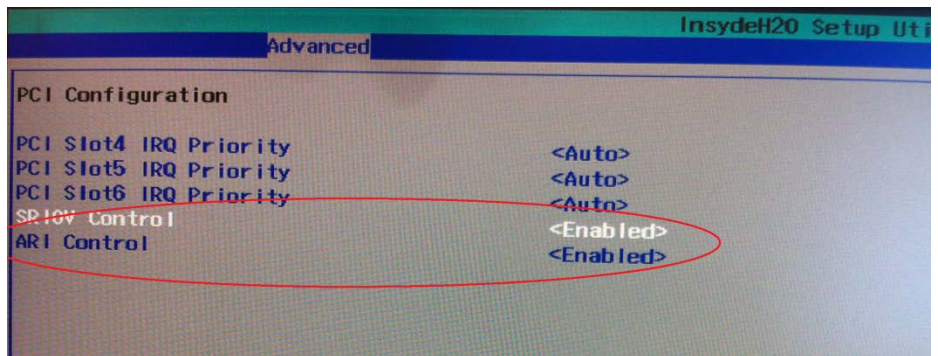 InsydeH2O Setup Uti
Advanced
PCI Configuration
PCI Slot4 IRQ Priority <Auto>
PCI Slot5 IRQ Priority <Auto>
PCI Slot6 IRQ Priority <Auto>
SRIOV Control <Enabled>
ARI Control <Enabled>